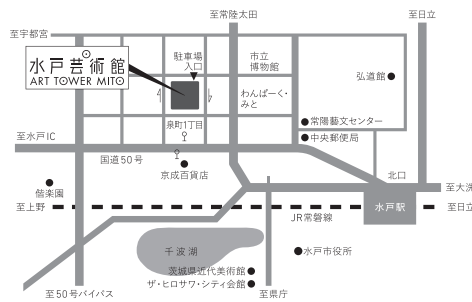 至常陸太田
至日立
至宇都宮
水戸芸術館
ART TOWER MITO
駐車場
入口
市立
博物館
弘道館
わんぱーく・
みと
泉町1丁目
常陽藝文センター
中央郵便局
至水戸IC
国道50号
京成百貨店
北口
偕楽園
至大洗
至上野
JR常磐線
水戸駅
至日立
千波湖
水戸市役所
茨城県近代美術館
ザ・ヒロサワ・シティ会館
至50号バイパス
至県庁